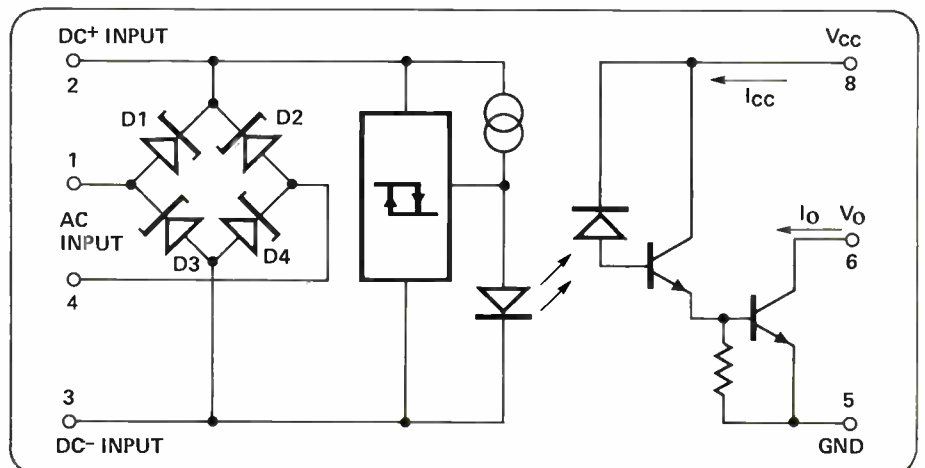 DC+ INPUT
2
D1
D2
1
AC
INPUT
D3
D4
4
3
DC- INPUT
VCC
8
ICC
IO
VO
6
5
GND